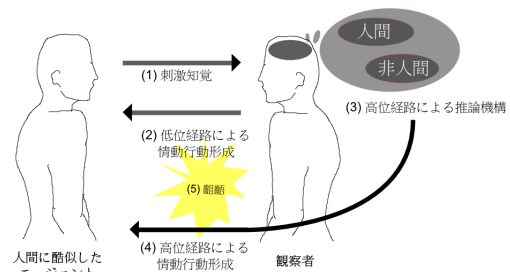 人間
非人間
(1) 刺激知覚
(3) 高位経路による推論機構
(2) 低位経路による
情動行動形成
(5) 齟齬
(4) 高位経路による
情動行動形成
人間に酷似した
観察者